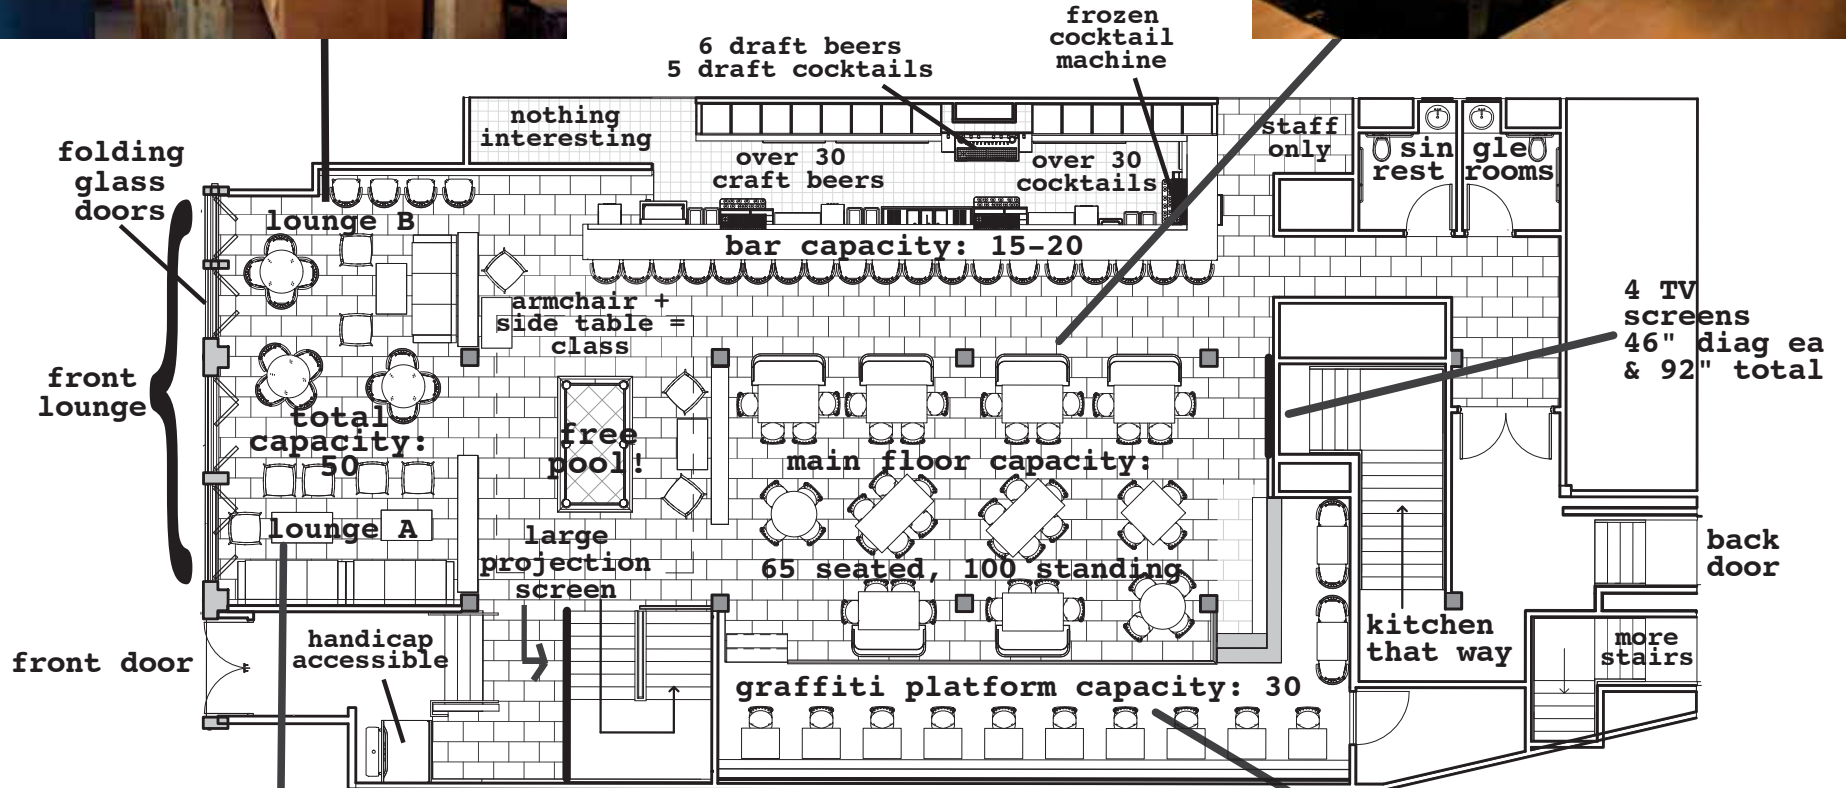 frozen
cocktail
machine
6 draft beers
5 draft cocktails
nothing
interesting
staff
only
sin gle
rest rooms
folding
glass
doors
over 30
craft beers
over 30
cocktails
lounge B
bar capacity: 15-20
armchair +
side table =
class
4 TV
screens
46" diag ea
& 92" total
front
lounge
total
capacity:
50
free
pool!
main floor capacity:
65 seated, 100 standing
lounge A
large
projection
screen
back
door
handicap
accessible
front door
kitchen
that way
more
stairs
graffiti platform capacity: 30